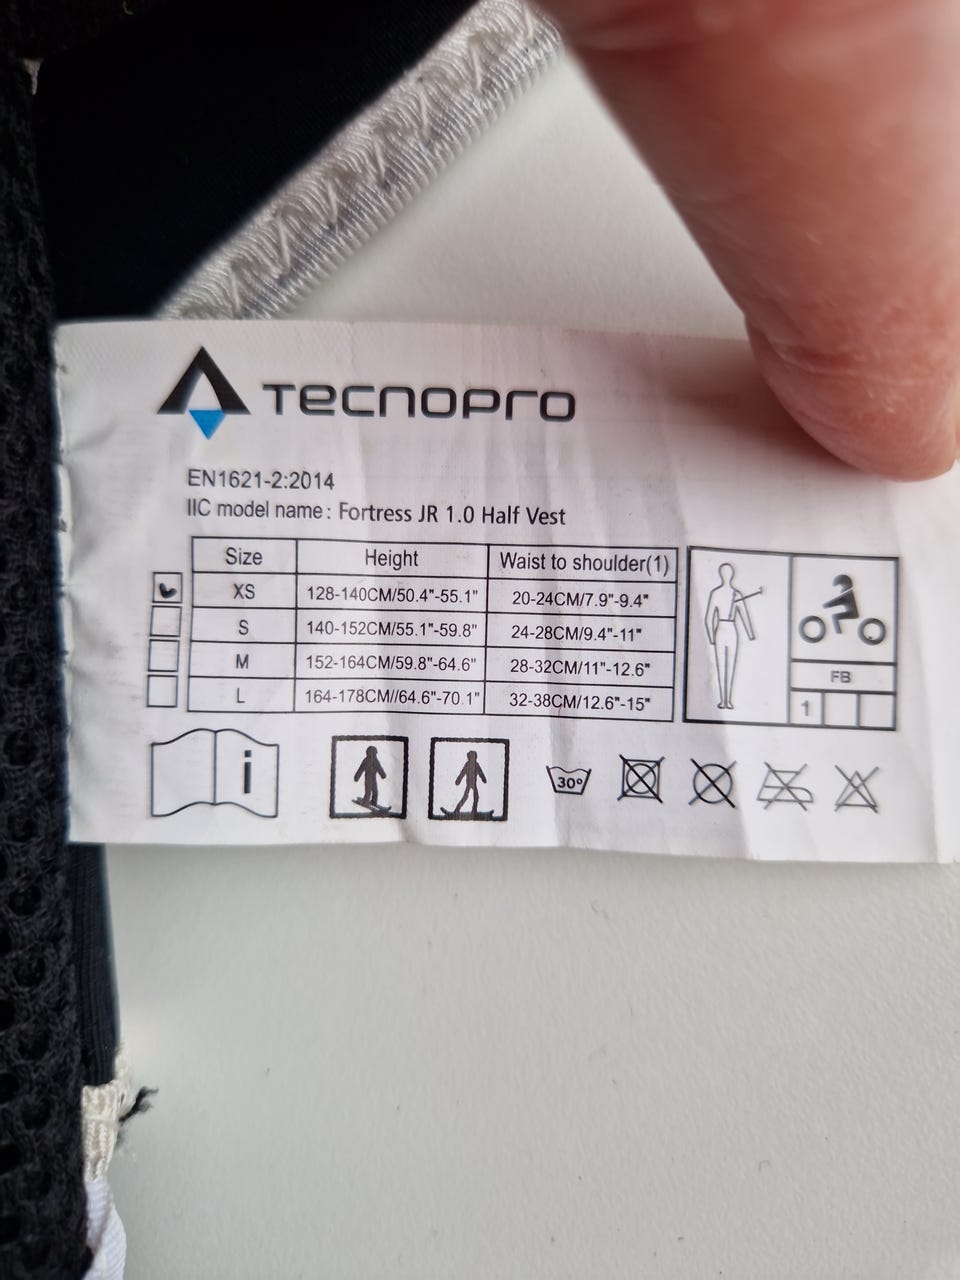 TECNOPRO
EN1621-2:2014
IIC model name: Fortress JR 1.0 Half Vest
Size Height Waist to shoulder(1)
XS 128-140CM/50.4"-55.1" 20-24CM/7.9"-9.4"
S 140-152CM/55.1"-59.8" 24-28CM/9.4"-11"
M 152-164CM/59.8"-64.6" 28-32CM/11"-12.6"
L 164-178CM//64.6"-70.1" 32-38CM/12.6"-15"
FB
1
i
30°